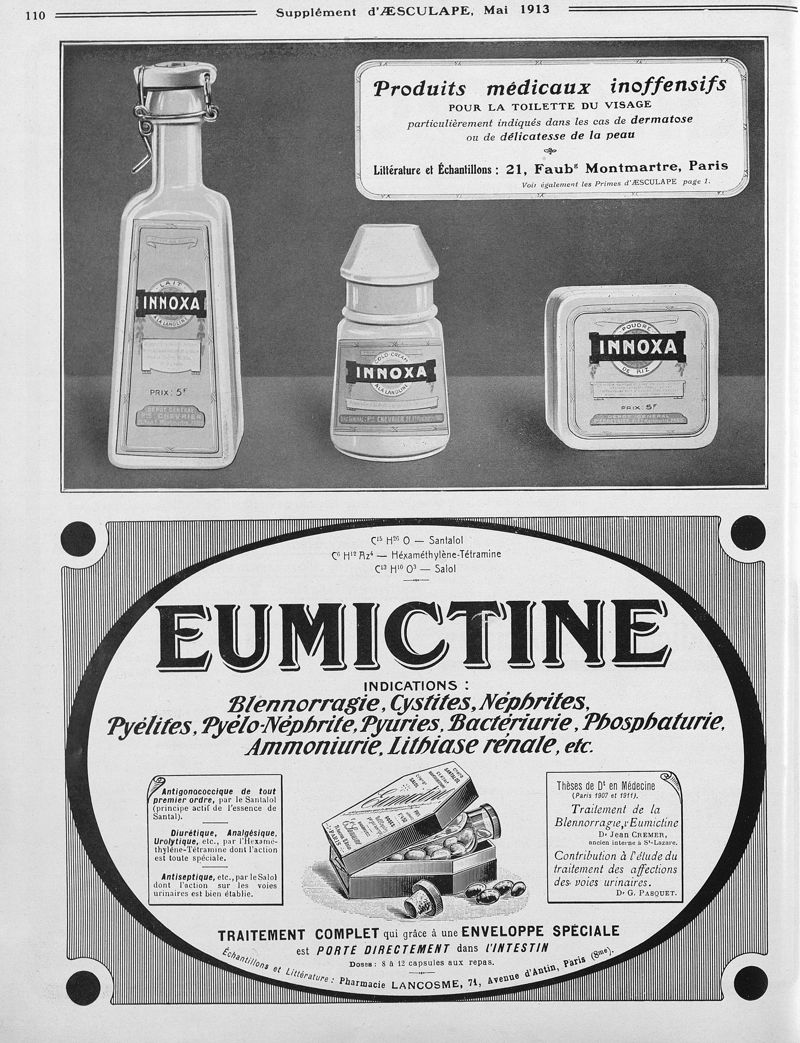 110
Supplément d'ÆSCULAPE, Mai 1913
Produits médicaux inoffensifs
POUR LA TOILETTE DU VISAGE
particulièrement indiqués dans les cas de dermatose
ou de délicatesse de la peau
Littérature et Échantillons : 21, Faubg Montmartre, Paris
Voir également les Primes d'ÆSCULAPE page 1.
LAIT
INNOXA
A LA LANOLINE
PRIX : 5f
DÉPÔT GÉNÉRAL
CHEVRIER
COLD CREAM
INNOXA
A LA LANOLINE
CHEVRIER
POUDRE
INNOXA
DE RIZ
PRIX : 5f
DÉPÔT GÉNÉRAL
C15 H26 O — Santalol
C6 H12 Az4 — Héxaméthylène-Tétramine
C13 H10 O3 — Salol
EUMICTINE
INDICATIONS :
Blennorragie, Cystites, Néphrites,
Pyélites, Pyélo-Néphrite, Pyuries, Bactériurie, Phosphaturie,
Ammoniurie, Lithiase rénale, etc.
Antigonococcique de tout
premier ordre, par le Santalol
(principe actif de l'essence de
Santal).
Diurétique, Analgésique,
Urolytique, etc., par l'Hexamé-
thylène-Tétramine dont l'action
est toute spéciale.
Antiseptique, etc., par le Salol
dont l'action sur les voies
urinaires est bien établie.
Eumictine
Thèses de Drs en Médecine
(Paris 1907 et 1911).
Traitement de la
Blennorragie, l'Eumictine
Dr Jean CREMER,
ancien interne à St-Lazare.
Contribution à l'étude du
traitement des affections
des voies urinaires.
Dr G. PASQUET.
TRAITEMENT COMPLET qui grâce à une ENVELOPPE SPÉCIALE
est PORTÉ DIRECTEMENT dans l'INTESTIN
Doses : 8 à 12 capsules aux repas.
Échantillons et Littérature : Pharmacie LANCOSME, 71, Avenue d'Antin, Paris (8me).